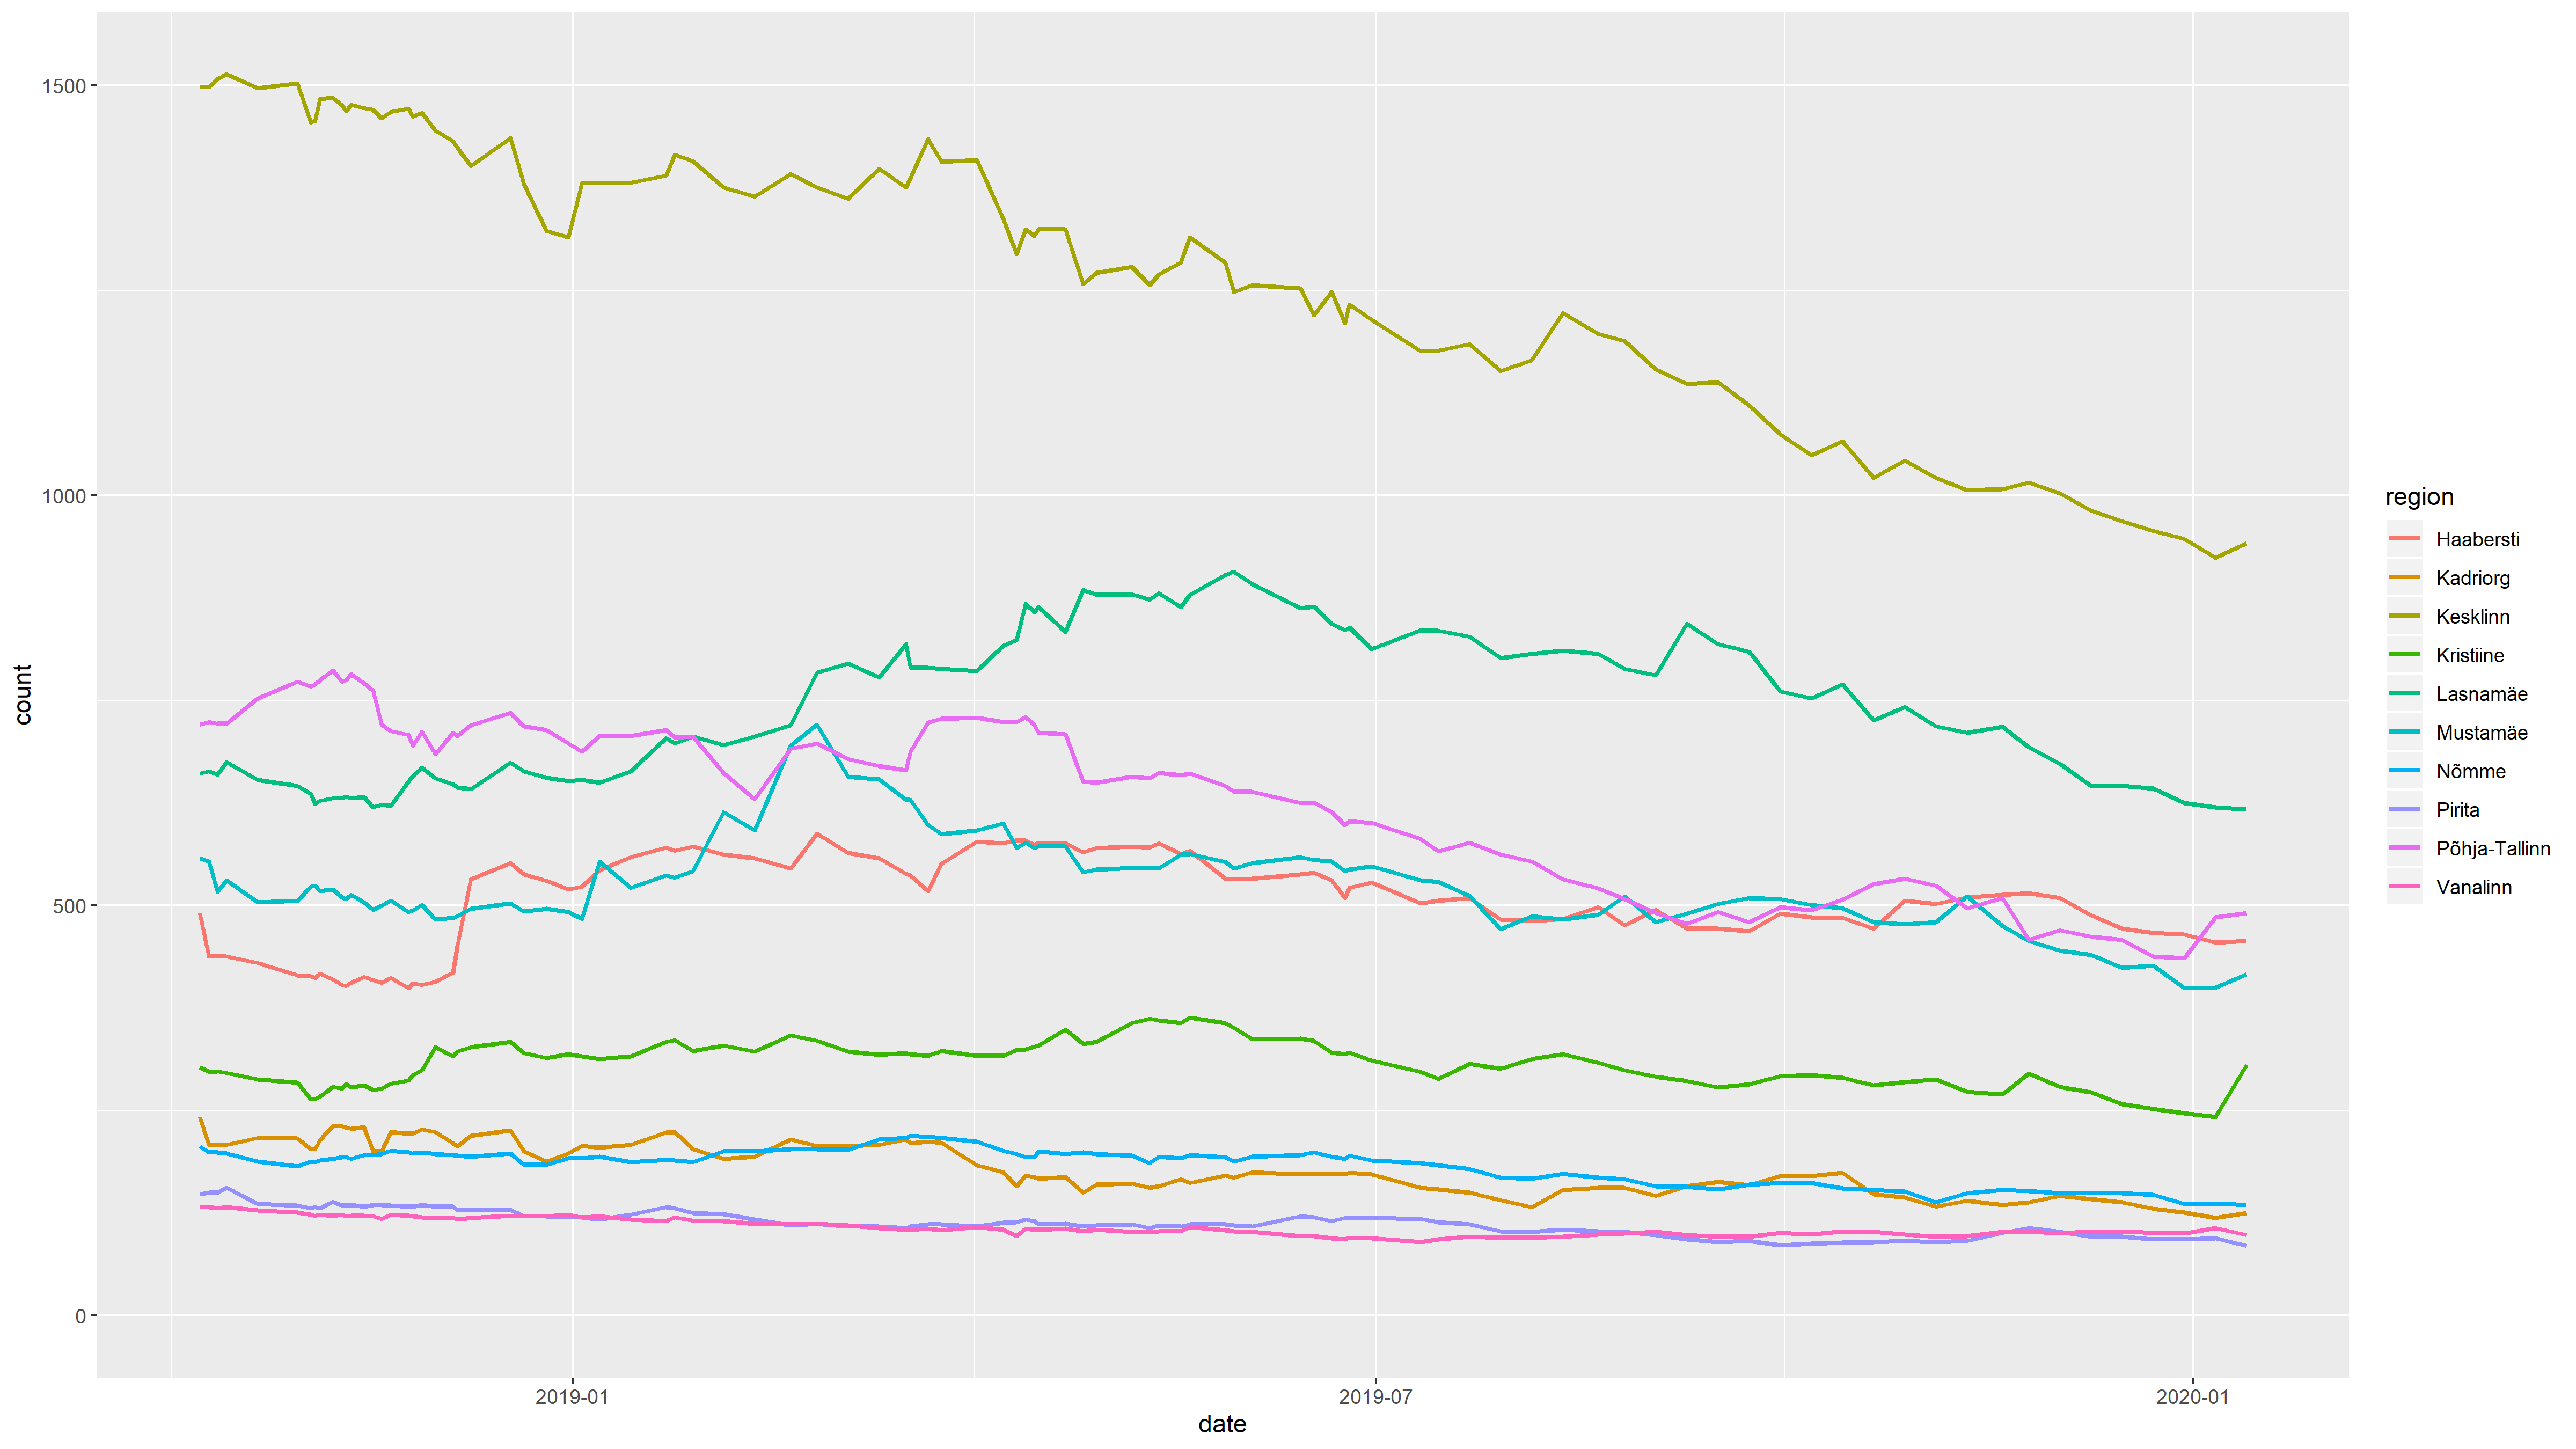 1500
1000
500
0
count
2019-01
2019-07
2020-01
date
region
Haabersti
Kadriorg
Kesklinn
Kristiine
Lasnamäe
Mustamäe
Nõmme
Pirita
Põhja-Tallinn
Vanalinn